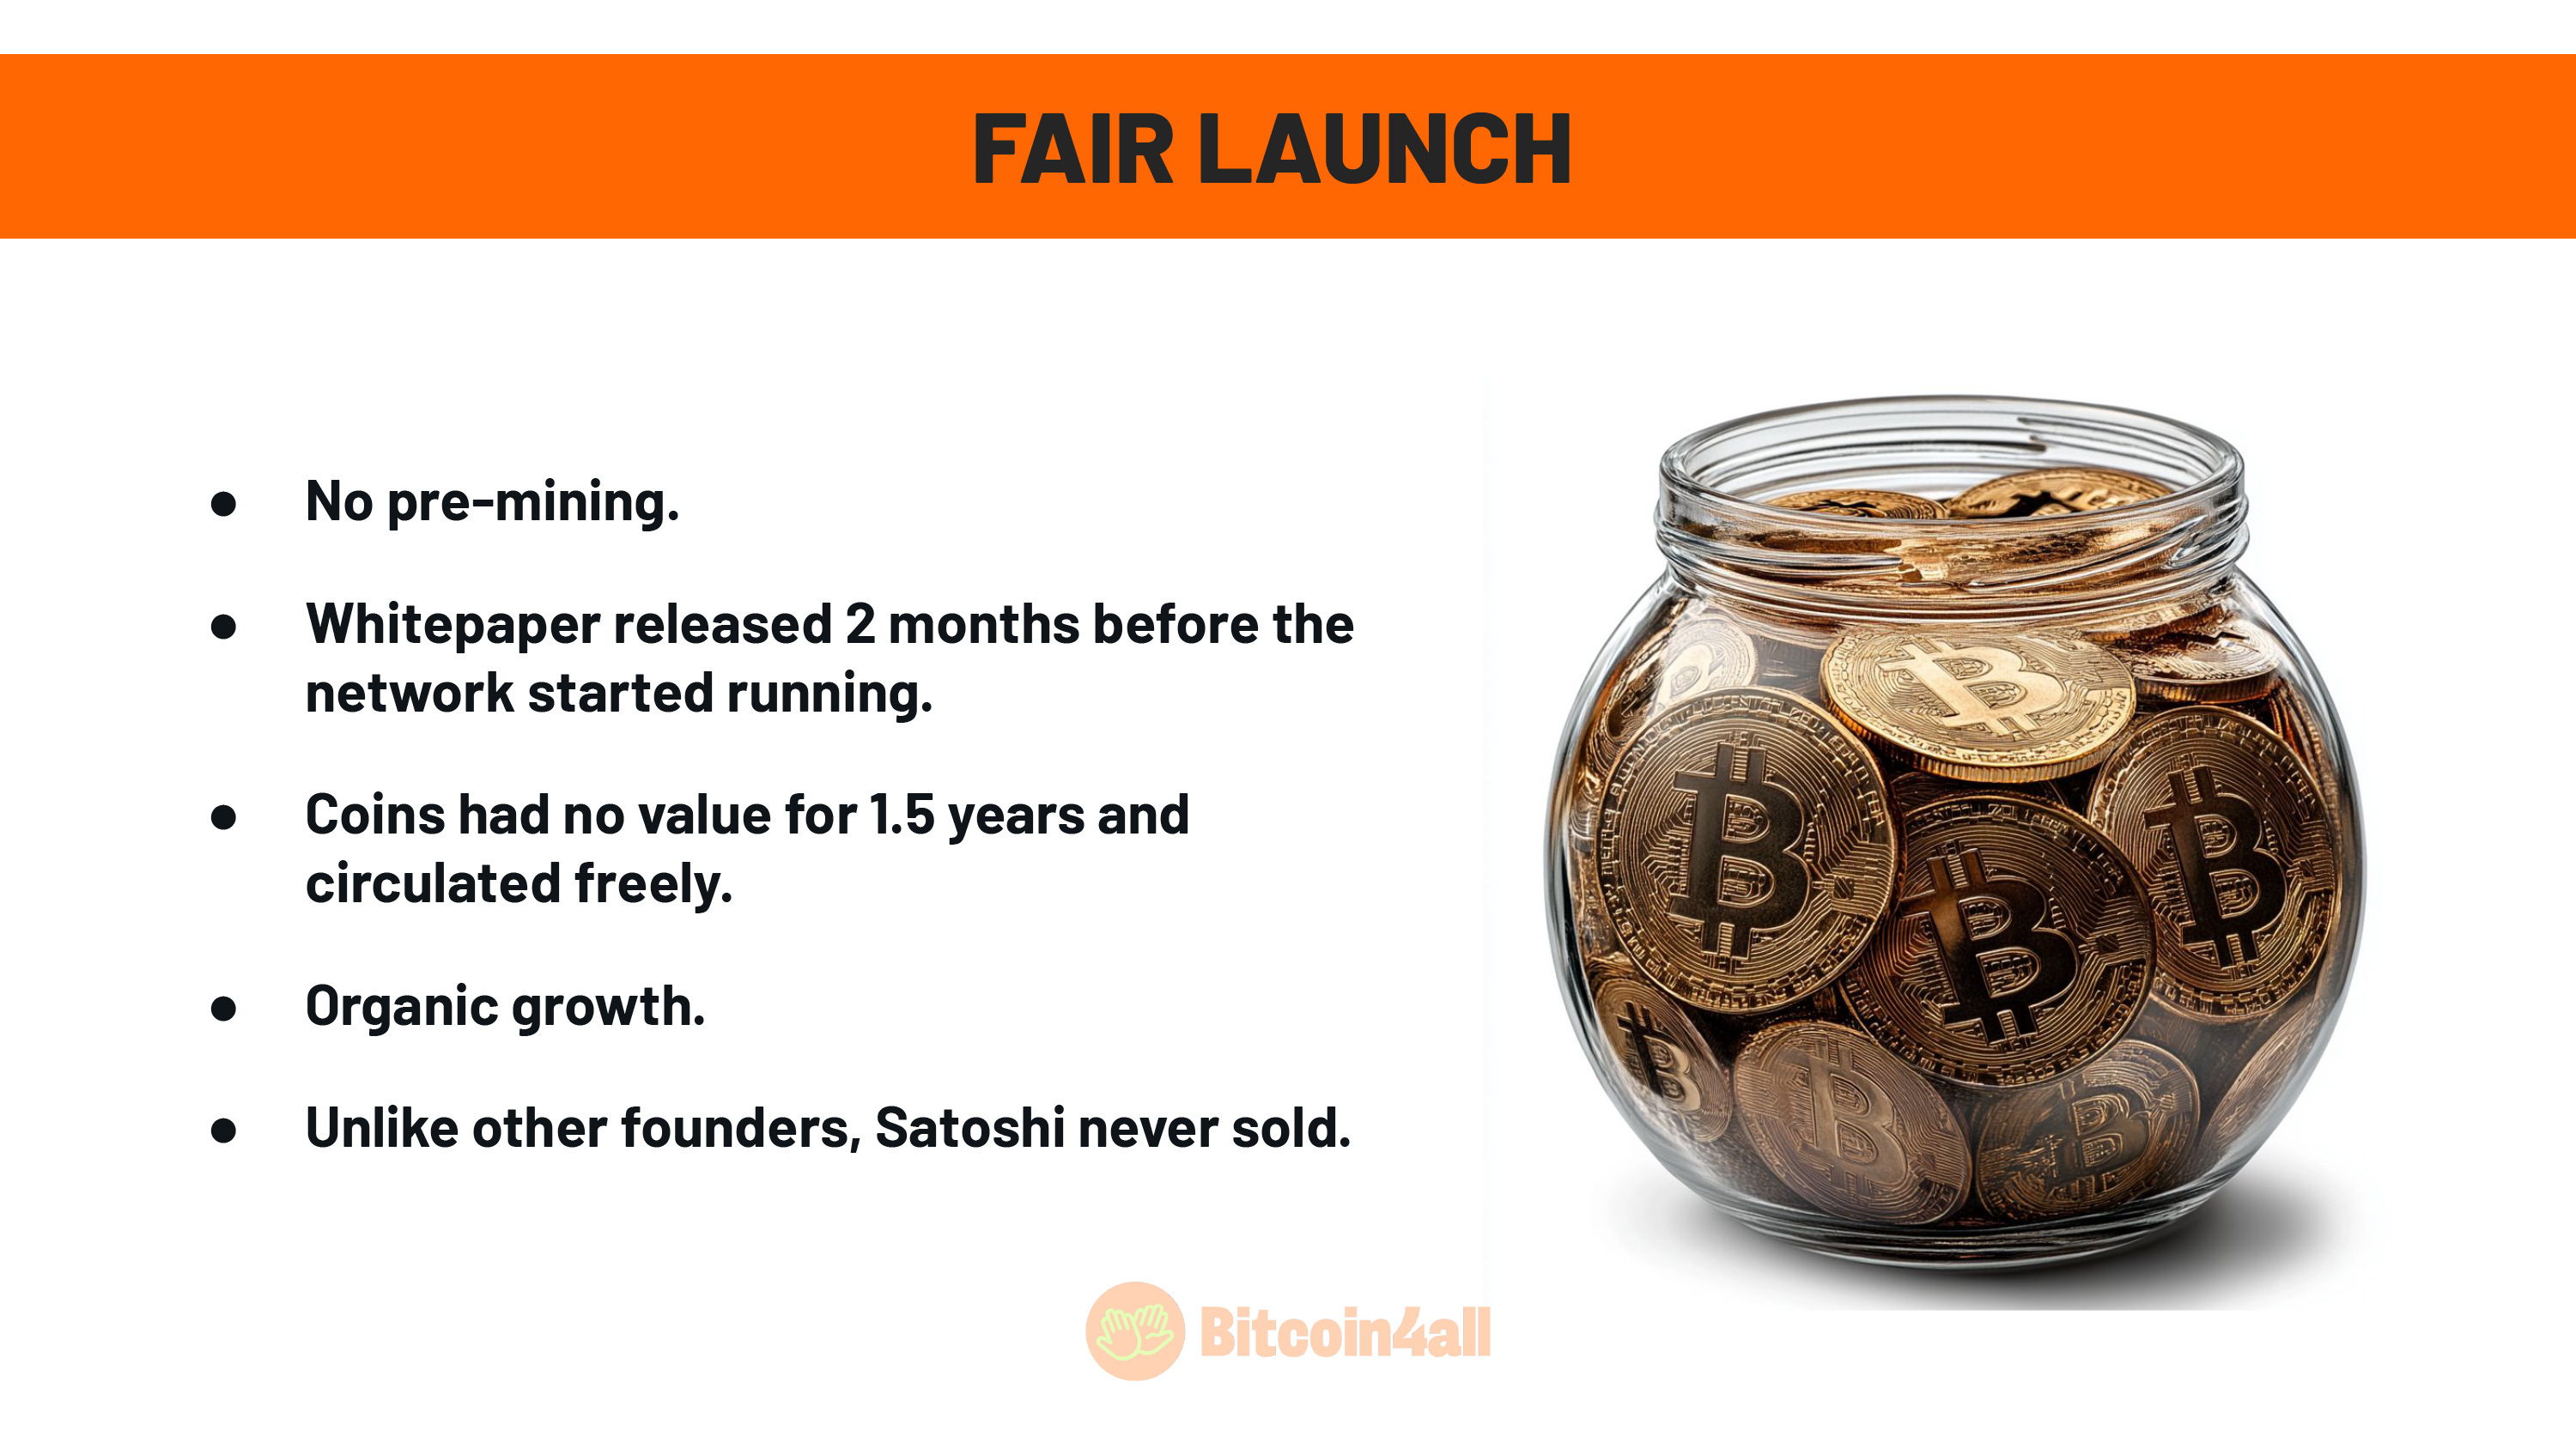 FAIR LAUNCH
● No pre-mining.
● Whitepaper released 2 months before the
network started running.
● Coins had no value for 1.5 years and
circulated freely.
● Organic growth.
● Unlike other founders, Satoshi never sold.
Bitcoin4all